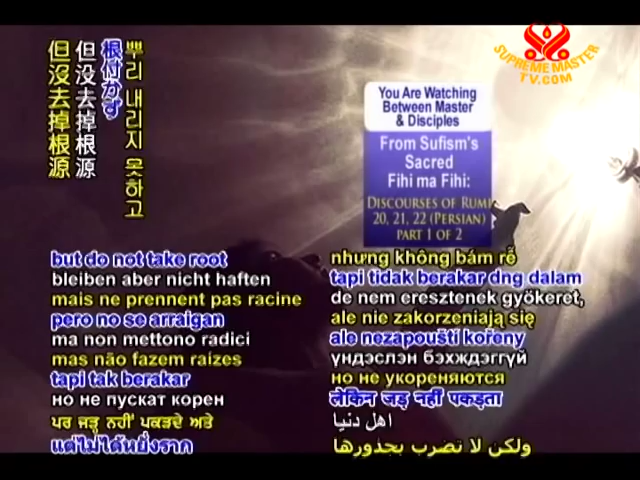 SUPREME MASTER
TV.COM
뿌리 내리지 못하고
根付かず
但没去掉根源
但沒去掉根源
You Are Watching
Between Master
& Disciples
From Sufism's
Sacred
Fihi ma Fihi:
DISCOURSES OF RUMI
20, 21, 22 (PERSIAN)
PART 1 OF 2
but do not take root
bleiben aber nicht haften
mais ne prennent pas racine
pero no se arraigan
ma non mettono radici
mas não fazem raízes
tapi tak berakar
но не пускат корен
ਪਰ ਜੜ੍ਹ ਨਹੀਂ ਪਕੜਦੇ ਅਤੇ
แต่ไม่ได้หยั่งราก
nhưng không bám rễ
tapi tidak berakar dng dalam
de nem eresztenek gyökeret,
ale nie zakorzeniają się
ale nezapouští kořeny
үндэслэн бэхждэггүй
но не укореняются
लेकिन जड़ नहीं पकड़ता
اهل دنیا
ولكن لا تضرب بجذورها